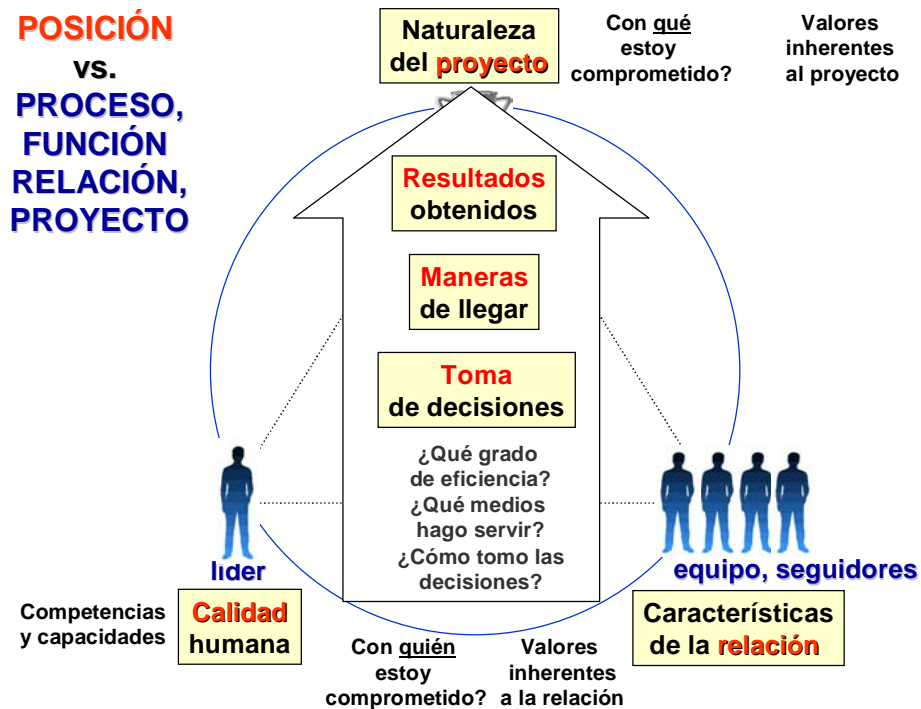 POSICIÓN
vs.
PROCESO,
FUNCIÓN
RELACIÓN,
PROYECTO
Naturaleza
del proyecto
Con qué
estoy
comprometido?
Valores
inherentes
al proyecto
Resultados
obtenidos
Maneras
de llegar
Toma
de decisiones
¿Qué grado
de eficiencia?
¿Qué medios
hago servir?
¿Cómo tomo las
decisiones?
líder
equipo, seguidores
Competencias
y capacidades
Calidad
humana
Características
de la relación
Con quién
estoy
comprometido?
Valores
inherentes
a la relación